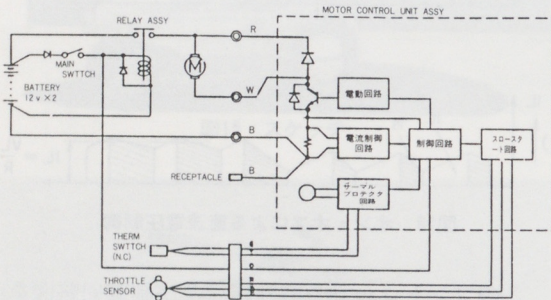 MOTOR CONTROL UNIT ASSY
RELAY ASSY
R
MAIN
SWTTCH
M
BATTERY
12v×2
W
電動回路
B
電流制御
回路
制御回路
スロースタ
ート回路
RECEPTACLE
B
サーマル
プロテクタ
回路
THERM SWTTCH
(N.C)
THROTTLE
SENSOR